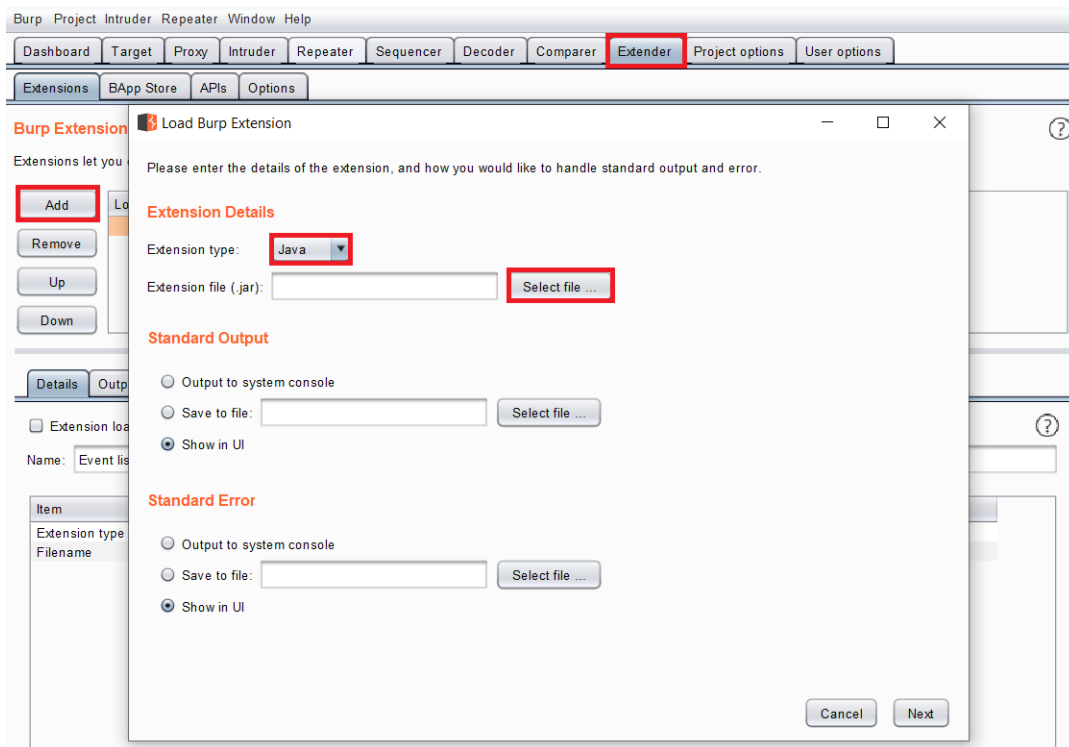 Burp Project Intruder Repeater Window Help
Dashboard Target Proxy Intruder Repeater Sequencer Decoder Comparer Extender Project options User options
Extensions BApp Store APIs Options
Burp Extension
Load Burp Extension
Extensions let you
Please enter the details of the extension, and how you would like to handle standard output and error.
Add
Lo
Extension Details
Remove
Extension type: Java
Up
Extension file (.jar): Select file ...
Down
Standard Output
Details Outp
Output to system console
Save to file: Select file ...
Extension loa
Show in UI
Name: Event lis
Standard Error
Item
Extension type
Filename
Output to system console
Save to file: Select file ...
Show in UI
Cancel Next